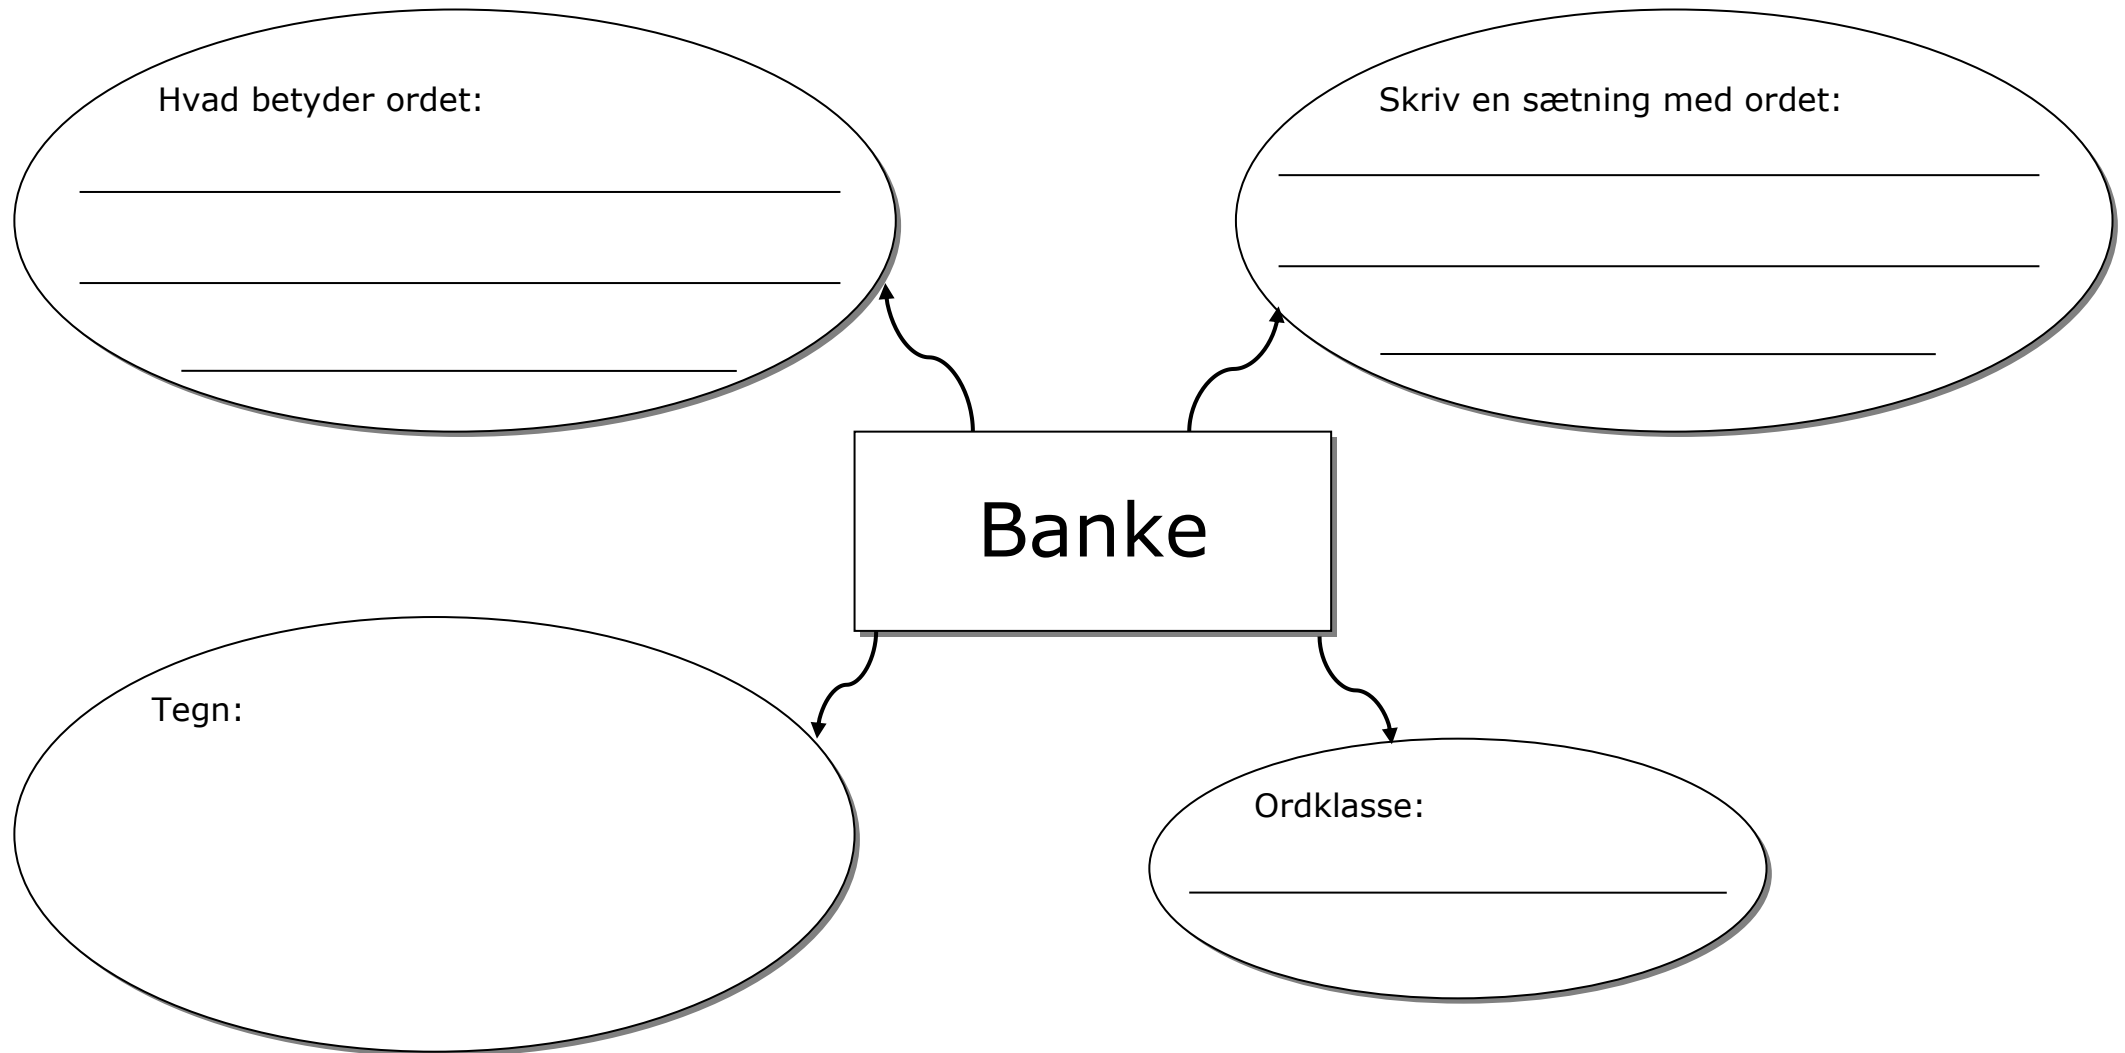 Hvad betyder ordet:
Skriv en sætning med ordet:
Banke
Tegn:
Ordklasse: